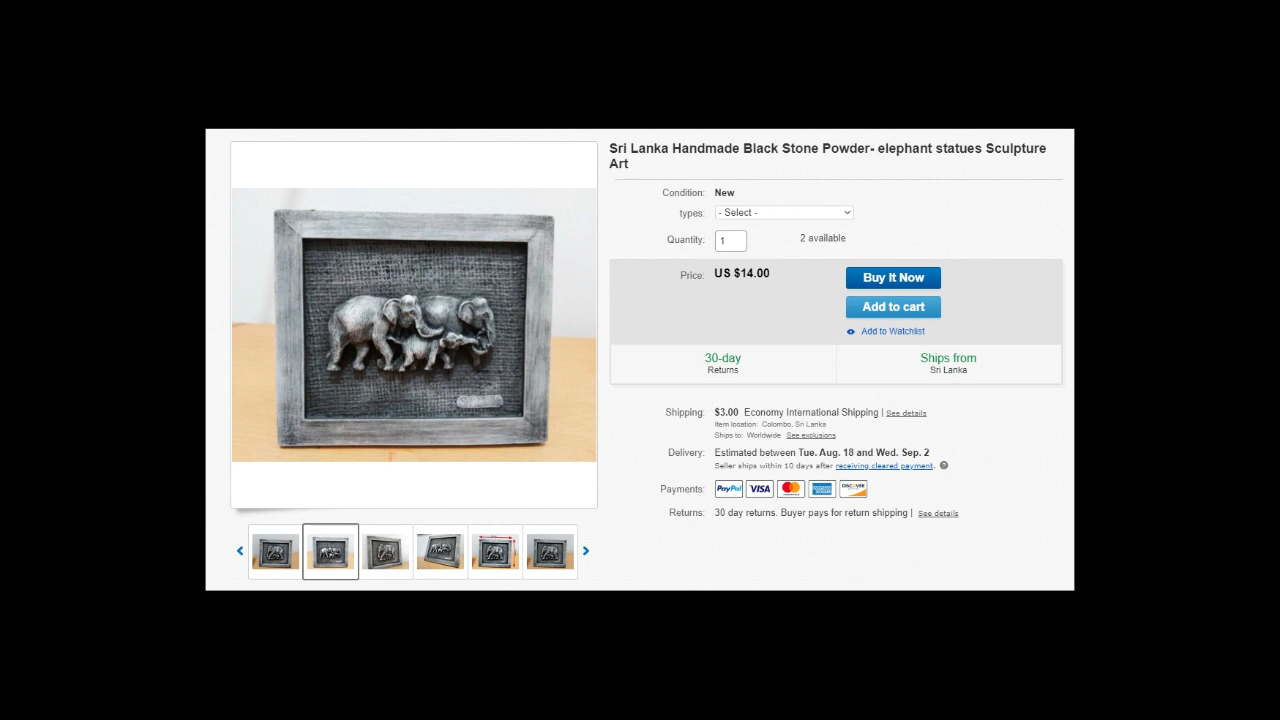 Sri Lanka Handmade Black Stone Powder- elephant statues Sculpture
Art
Condition: New
types: - Select -
Quantity: 1 2 available
Price: US $14.00
Buy It Now
Add to cart
Add to Watchlist
30-day
Returns
Ships from
Sri Lanka
Shipping: $3.00 Economy International Shipping | See details
Item location: Colombo, Sri Lanka
Ships to: Worldwide See exclusions
Delivery: Estimated between Tue. Aug. 18 and Wed. Sep. 2
Seller ships within 10 days after receiving cleared payment. ?
Payments: PayPal VISA DISCOVER
Returns: 30 day returns. Buyer pays for return shipping | See details